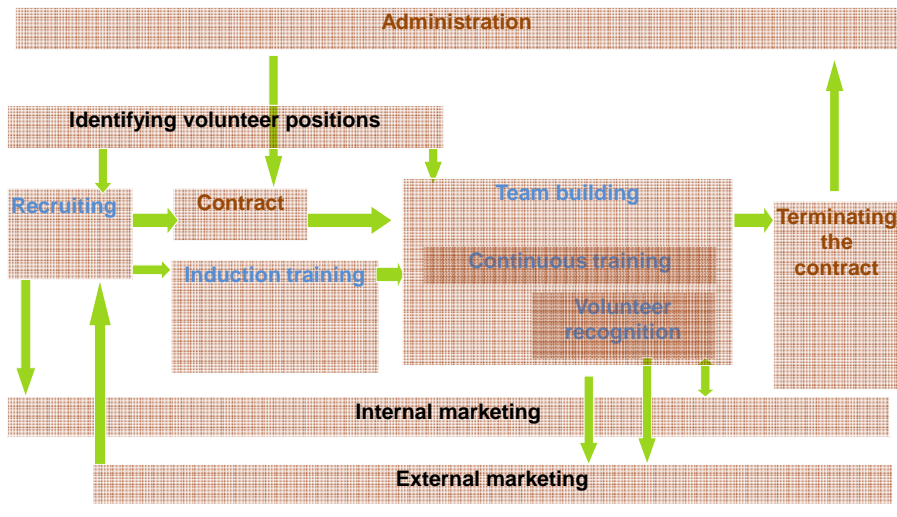 Administration
Identifying volunteer positions
Recruiting
Contract
Team building
Terminating
the
contract
Induction training
Continuous training
Volunteer
recognition
Internal marketing
External marketing